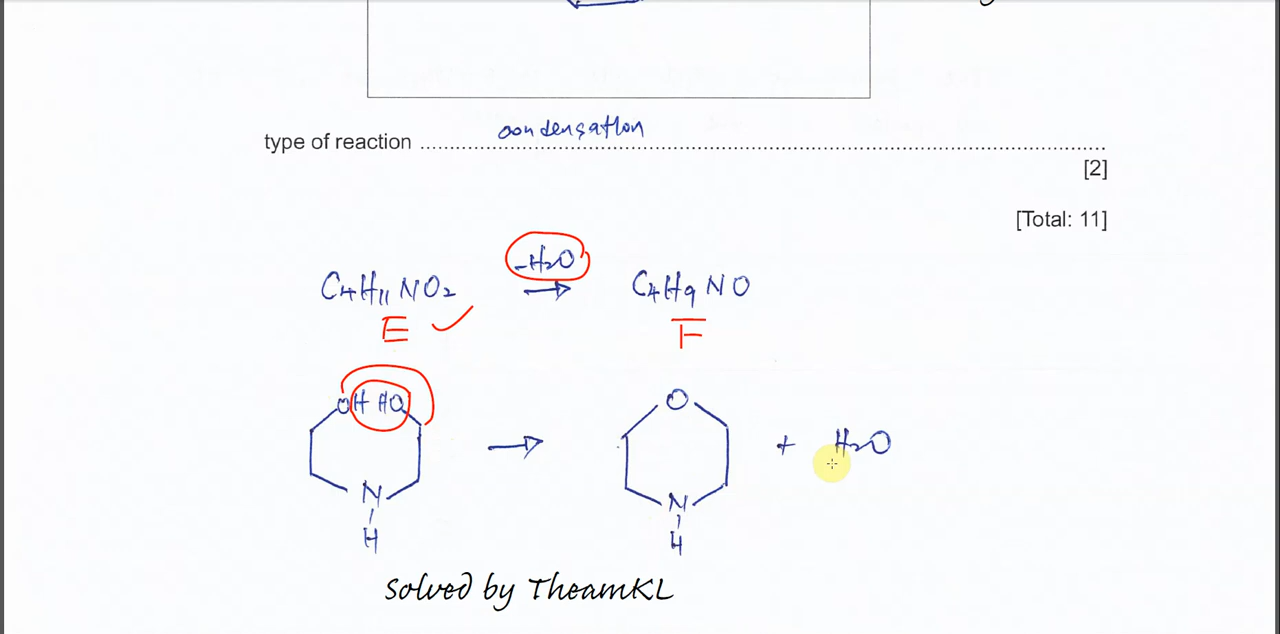 condensation
type of reaction ........................................................................
[2]
[Total: 11]
-H₂O
C₄H₁₁NO₂ → C₄H₉NO
E ✓ F
OH HO O
→ + H₂O
N N
H H
Solved by TheamKL